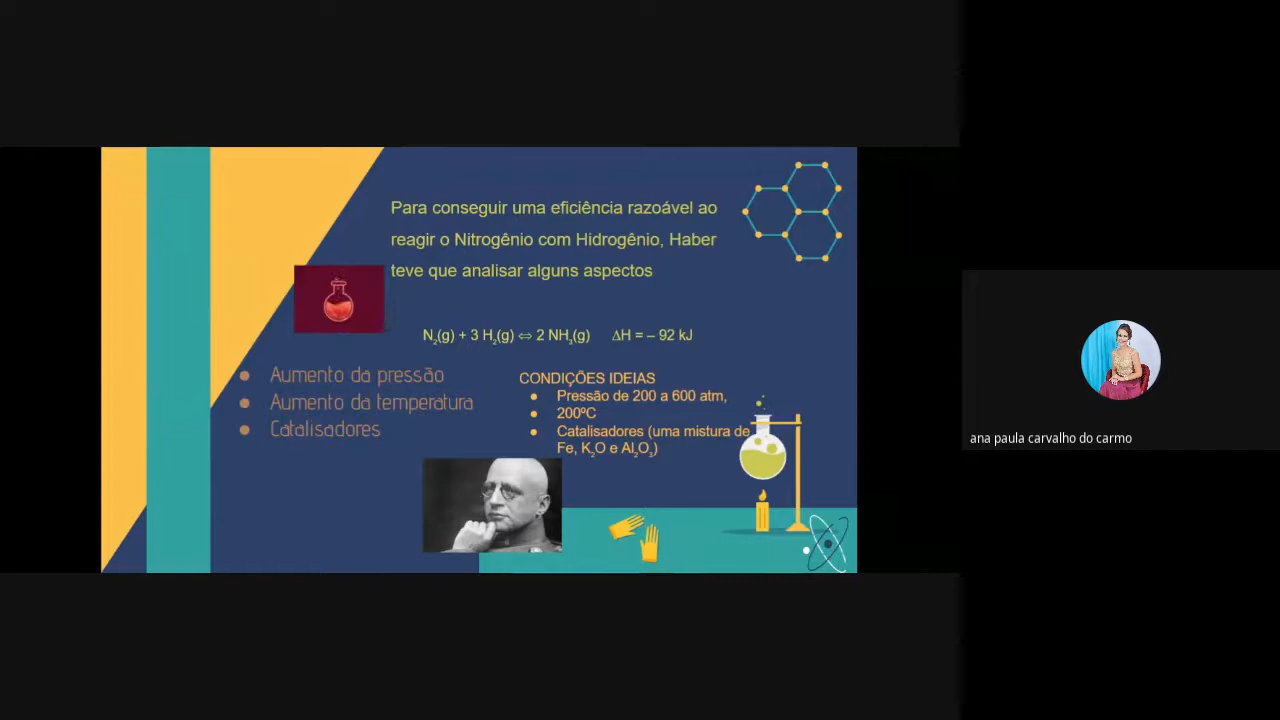 Para conseguir uma eficiência razoável ao
reagir o Nitrogênio com Hidrogênio, Haber
teve que analisar alguns aspectos
N₂(g) + 3 H₂(g) ⇔ 2 NH₃(g) ΔH = – 92 kJ
● Aumento da pressão
● Aumento da temperatura
● Catalisadores
CONDIÇÕES IDEIAS
● Pressão de 200 a 600 atm,
● 200ºC
● Catalisadores (uma mistura de
Fe, K₂O e Al₂O₃)
ana paula carvalho do carmo